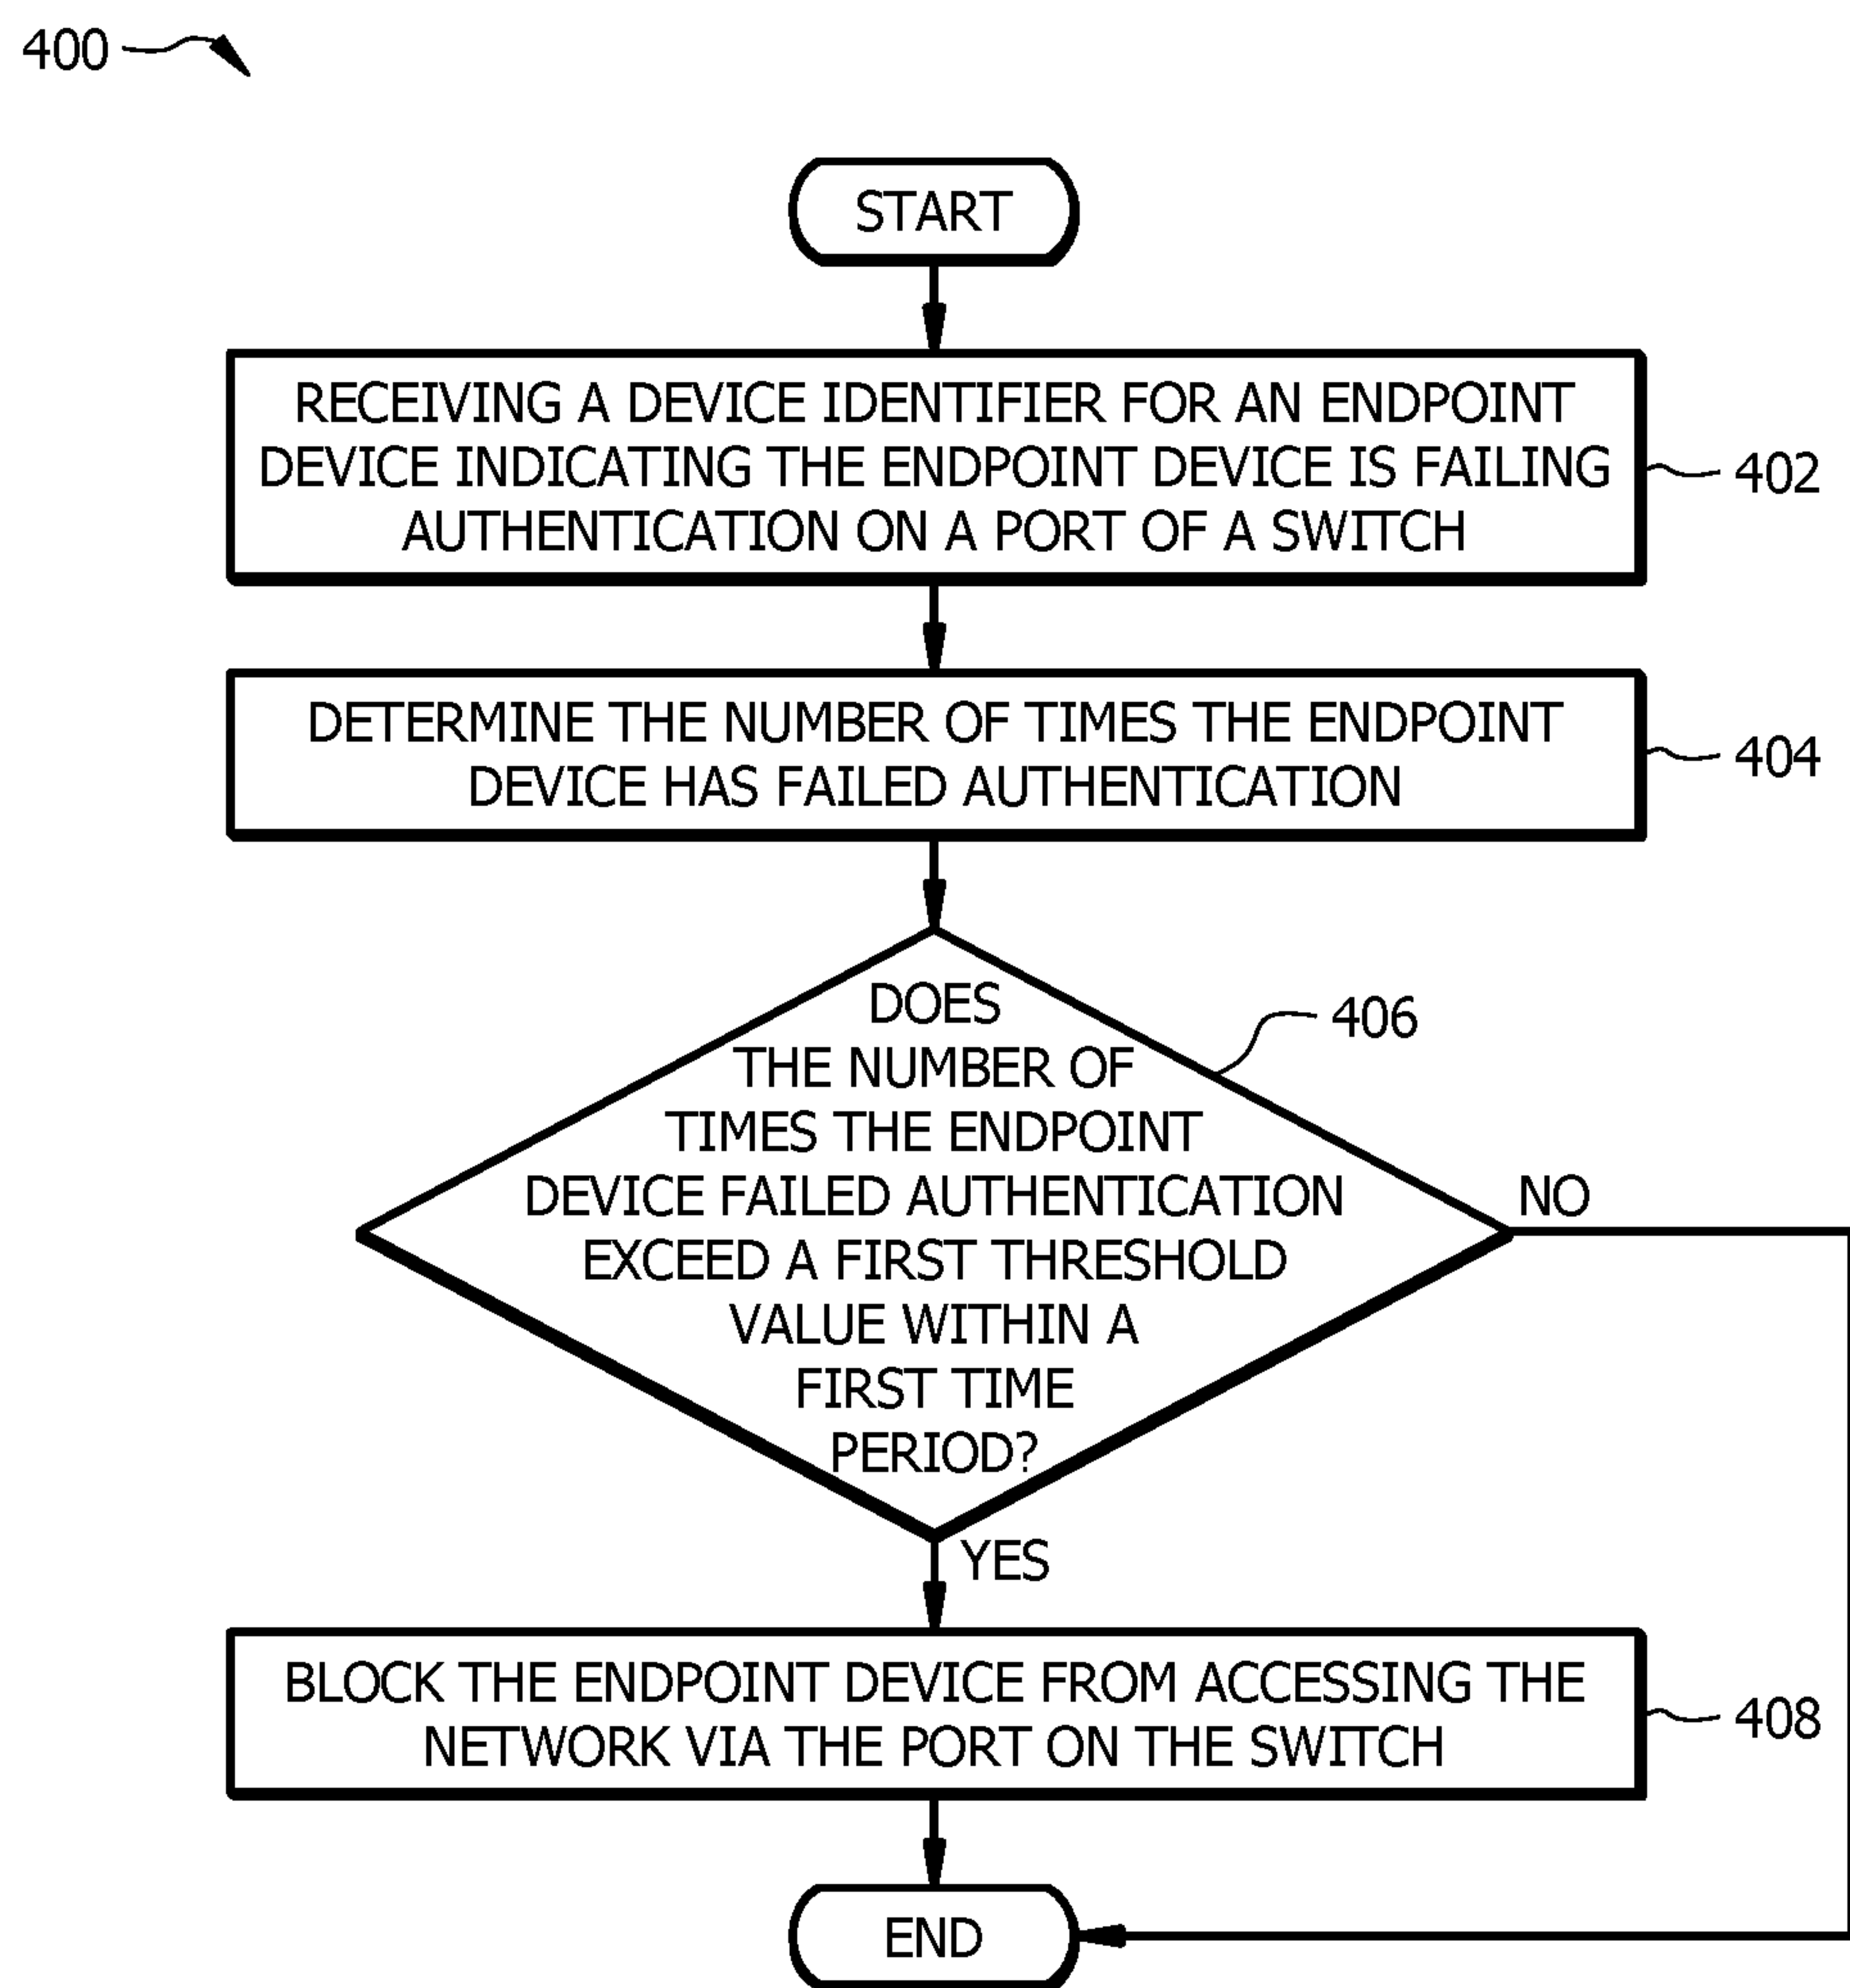 400
START
RECEIVING A DEVICE IDENTIFIER FOR AN ENDPOINT
DEVICE INDICATING THE ENDPOINT DEVICE IS FAILING
AUTHENTICATION ON A PORT OF A SWITCH
402
DETERMINE THE NUMBER OF TIMES THE ENDPOINT
DEVICE HAS FAILED AUTHENTICATION
404
DOES
THE NUMBER OF
TIMES THE ENDPOINT
DEVICE FAILED AUTHENTICATION
EXCEED A FIRST THRESHOLD
VALUE WITHIN A
FIRST TIME
PERIOD?
406
NO
YES
BLOCK THE ENDPOINT DEVICE FROM ACCESSING THE
NETWORK VIA THE PORT ON THE SWITCH
408
END